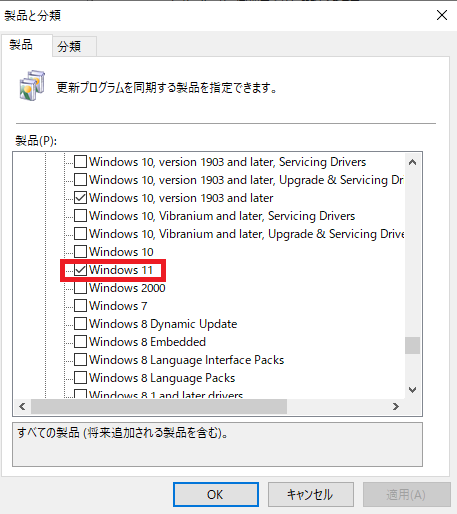 製品と分類
製品
分類
更新プログラムを同期する製品を指定できます。
製品(P):
Windows 10, version 1903 and later, Servicing Drivers
Windows 10, version 1903 and later, Upgrade & Servicing Dr
Windows 10, version 1903 and later
Windows 10, Vibranium and later, Servicing Drivers
Windows 10, Vibranium and later, Upgrade & Servicing Drive
Windows 10
Windows 11
Windows 2000
Windows 7
Windows 8 Dynamic Update
Windows 8 Embedded
Windows 8 Language Interface Packs
Windows 8 Language Packs
Windows 8.1 and later drivers
すべての製品 (将来追加される製品を含む)。
OK
キャンセル
適用(A)